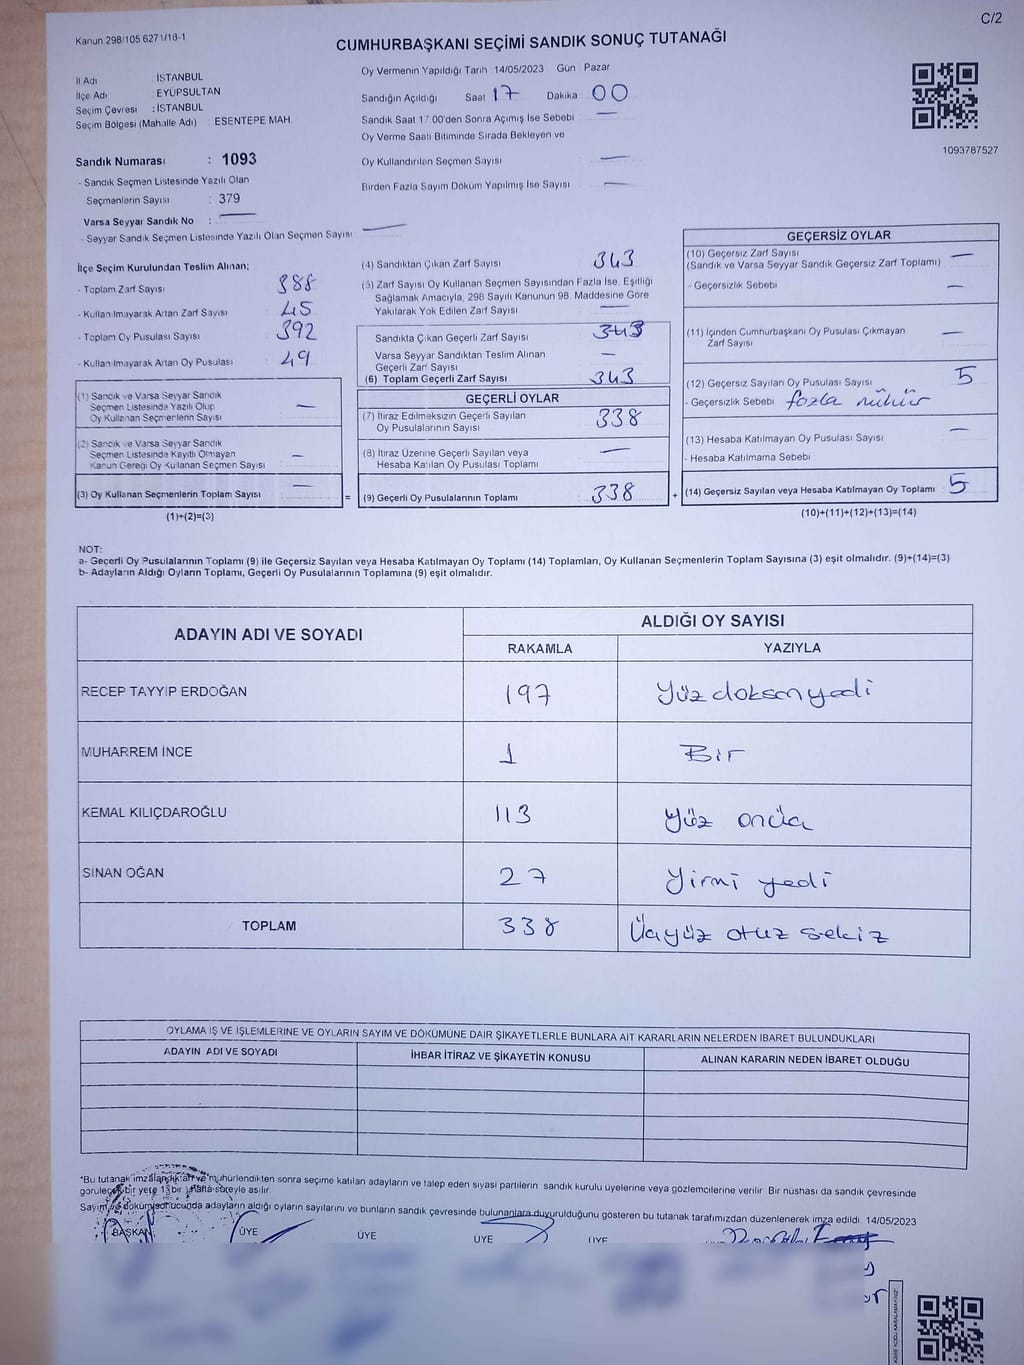 C/2
Kanun 298/105 6271/18-1
CUMHURBAŞKANI SEÇİMİ SANDIK SONUÇ TUTANAĞI
İl Adı : İSTANBUL
İlçe Adı : EYÜPSULTAN
Seçim Çevresi : İSTANBUL
Seçim Bölgesi (Mahalle Adı) : ESENTEPE MAH.
Sandık Numarası : 1093
- Sandık Seçmen Listesinde Yazılı Olan
Seçmenlerin Sayısı : 379
Varsa Seyyar Sandık No : —
- Seyyar Sandık Seçmen Listesinde Yazılı Olan Seçmen Sayısı —
Oy Vermenin Yapıldığı Tarih : 14/05/2023 Gün Pazar
Sandığın Açıldığı Saat 17 Dakika 00
Sandık Saat 17.00'den Sonra Açımış İse Sebebi —
Oy Verme Saati Bitiminde Sırada Bekleyen ve
Oy Kullandırılan Seçmen Sayısı —
Birden Fazla Sayım Döküm Yapılmış İse Sayısı —
1093787527
İlçe Seçim Kurulundan Teslim Alınan;
- Toplam Zarf Sayısı 388
- Kullanılmayarak Artan Zarf Sayısı 45
- Toplam Oy Pusulası Sayısı 392
- Kullanılmayarak Artan Oy Pusulası 49
(1) Sandık ve Varsa Seyyar Sandık
Seçmen Listesinde Yazılı Olup
Oy Kullanan Seçmenlerin Sayısı —
(2) Sandık ve Varsa Seyyar Sandık
Seçmen Listesinde Kayıtlı Olmayan
Kanun Gereği Oy Kullanan Seçmen Sayısı —
(3) Oy Kullanan Seçmenlerin Toplam Sayısı — =
(1)+(2)=(3)
(4) Sandıktan Çıkan Zarf Sayısı 343
(5) Zarf Sayısı Oy Kullanan Seçmen Sayısından Fazla İse, Eşitliği
Sağlamak Amacıyla, 298 Sayılı Kanunun 98. Maddesine Göre
Yakılarak Yok Edilen Zarf Sayısı —
Sandıkta Çıkan Geçerli Zarf Sayısı 343
Varsa Seyyar Sandıktan Teslim Alınan
Geçerli Zarf Sayısı —
(6) Toplam Geçerli Zarf Sayısı 343
GEÇERLİ OYLAR
(7) İtiraz Edilmeksizin Geçerli Sayılan
Oy Pusulalarının Sayısı 338
(8) İtiraz Üzerine Geçerli Sayılan veya
Hesaba Katılan Oy Pusulası Toplamı —
(9) Geçerli Oy Pusulalarının Toplamı 338 +
GEÇERSİZ OYLAR
(10) Geçersiz Zarf Sayısı —
(Sandık ve Varsa Seyyar Sandık Geçersiz Zarf Toplamı)
- Geçersizlik Sebebi —
(11) İçinden Cumhurbaşkanı Oy Pusulası Çıkmayan —
Zarf Sayısı
(12) Geçersiz Sayılan Oy Pusulası Sayısı 5
- Geçersizlik Sebebi fazla mühür
(13) Hesaba Katılmayan Oy Pusulası Sayısı —
- Hesaba Katılmama Sebebi
(14) Geçersiz Sayılan veya Hesaba Katılmayan Oy Toplamı 5
(10)+(11)+(12)+(13)=(14)
NOT:
a- Geçerli Oy Pusulalarının Toplamı (9) ile Geçersiz Sayılan veya Hesaba Katılmayan Oy Toplamı (14) Toplamları, Oy Kullanan Seçmenlerin Toplam Sayısına (3) eşit olmalıdır. (9)+(14)=(3)
b- Adayların Aldığı Oyların Toplamı, Geçerli Oy Pusulalarının Toplamına (9) eşit olmalıdır.
ADAYIN ADI VE SOYADI
ALDIĞI OY SAYISI
RAKAMLA YAZIYLA
RECEP TAYYİP ERDOĞAN 197 Yüzdoksanyedi
MUHARREM İNCE 1 Bir
KEMAL KILIÇDAROĞLU 113 Yüz onüç
SİNAN OĞAN 27 Yirmi yedi
TOPLAM 338 Üçyüz otuz sekiz
OYLAMA İŞ VE İŞLEMLERİNE VE OYLARIN SAYIM VE DÖKÜMÜNE DAİR ŞİKAYETLERLE BUNLARA AİT KARARLARIN NELERDEN İBARET BULUNDUKLARI
ADAYIN ADI VE SOYADI İHBAR İTİRAZ VE ŞİKAYETİN KONUSU ALINAN KARARIN NEDEN İBARET OLDUĞU
*Bu tutanak imzalandıktan ve mühürlendikten sonra seçime katılan adayların ve talep eden siyasi partilerin sandık kurulu üyelerine veya gözlemcilerine verilir. Bir nüshası da sandık çevresinde
görülecek bir yere 1 bir hafta süreyle asılır.
Sayım ve döküm sonucunda adayların aldığı oyların sayılarını ve bunların sandık çevresinde bulunanlara duyurulduğunu gösteren bu tutanak tarafımızdan düzenlenerek imza edildi 14/05/2023
BAŞKAN ÜYE ÜYE ÜYE ÜYE